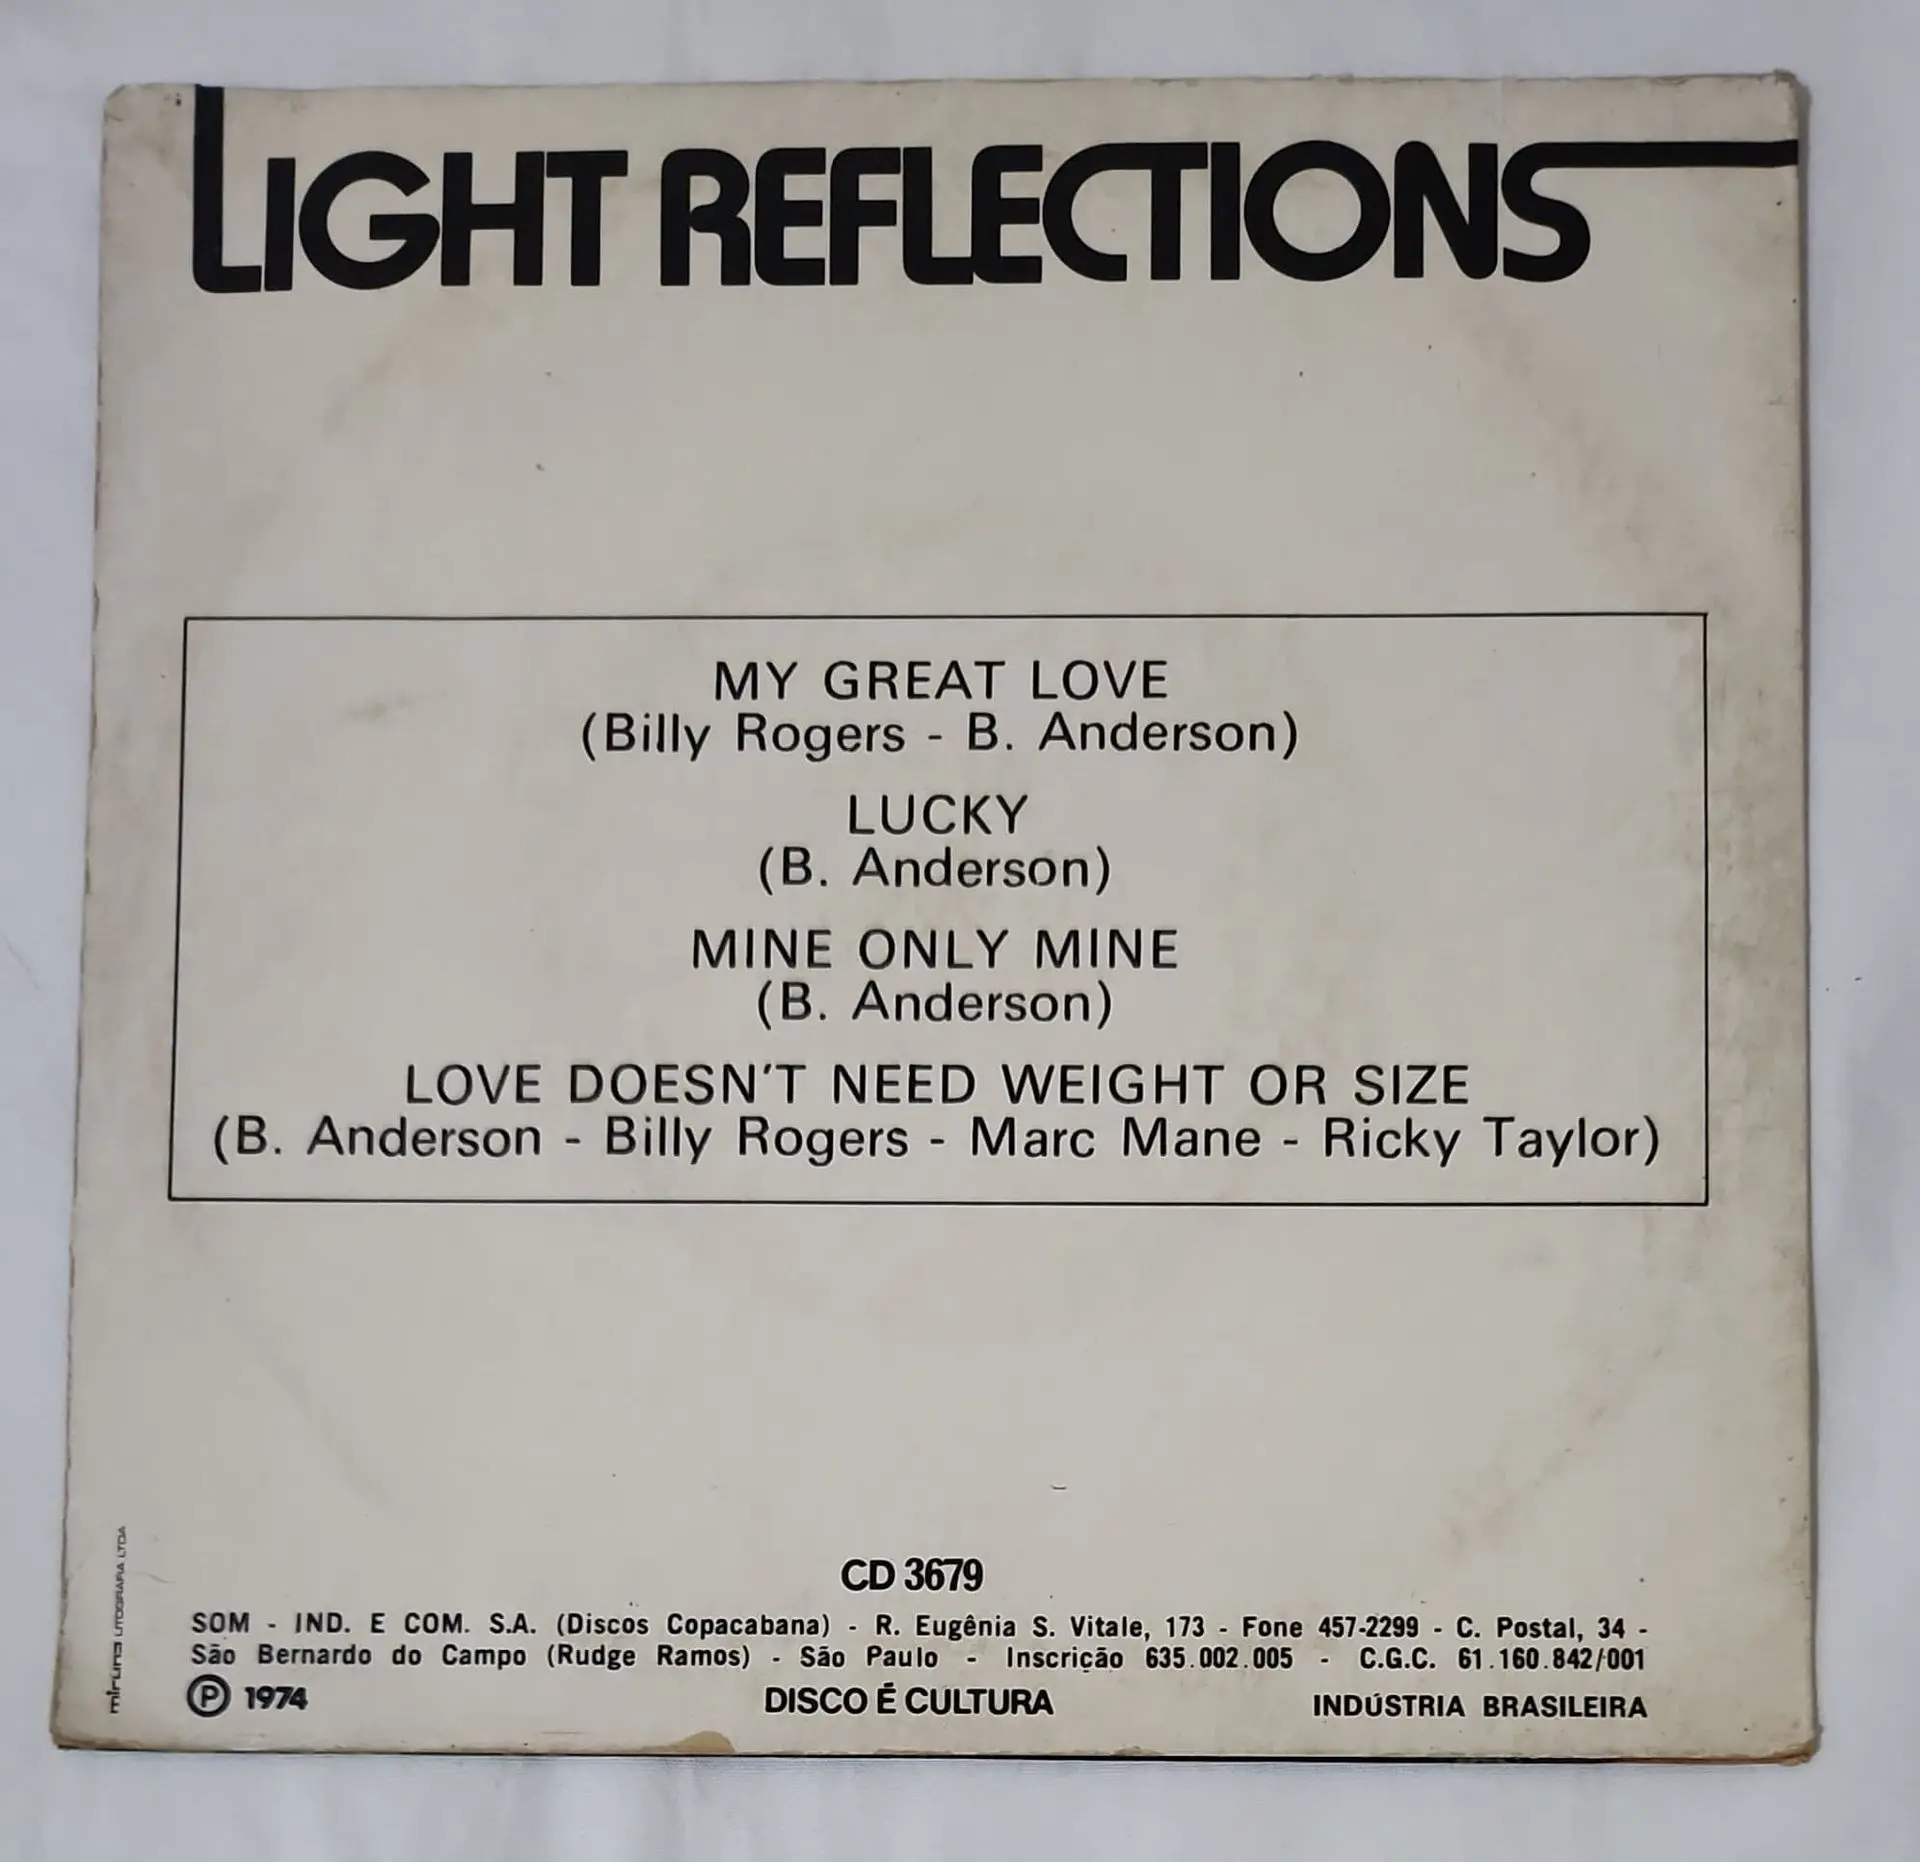 LIGHT REFLECTIONS
MY GREAT LOVE
(Billy Rogers - B. Anderson)
LUCKY
(B. Anderson)
MINE ONLY MINE
(B. Anderson)
LOVE DOESN'T NEED WEIGHT OR SIZE
(B. Anderson - Billy Rogers - Marc Mane - Ricky Taylor)
CD 3679
SOM - IND. E COM. S.A. (Discos Copacabana) - R. Eugênia S. Vitale, 173 - Fone 457-2299 - C. Postal, 34 -
São Bernardo do Campo (Rudge Ramos) - São Paulo - Inscrição 635.002.005 - C.G.C. 61.160.842/001
Ⓟ 1974 DISCO É CULTURA INDÚSTRIA BRASILEIRA
LITOGRAFIA LTDA